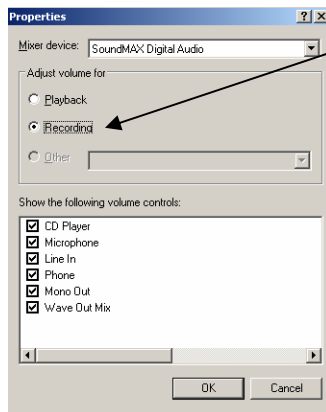 Properties
Mixer device: SoundMAX Digital Audio
Adjust volume for
Playback
Recording
Other
Show the following volume controls:
CD Player
Microphone
Line In
Phone
Mono Out
Wave Out Mix
OK Cancel